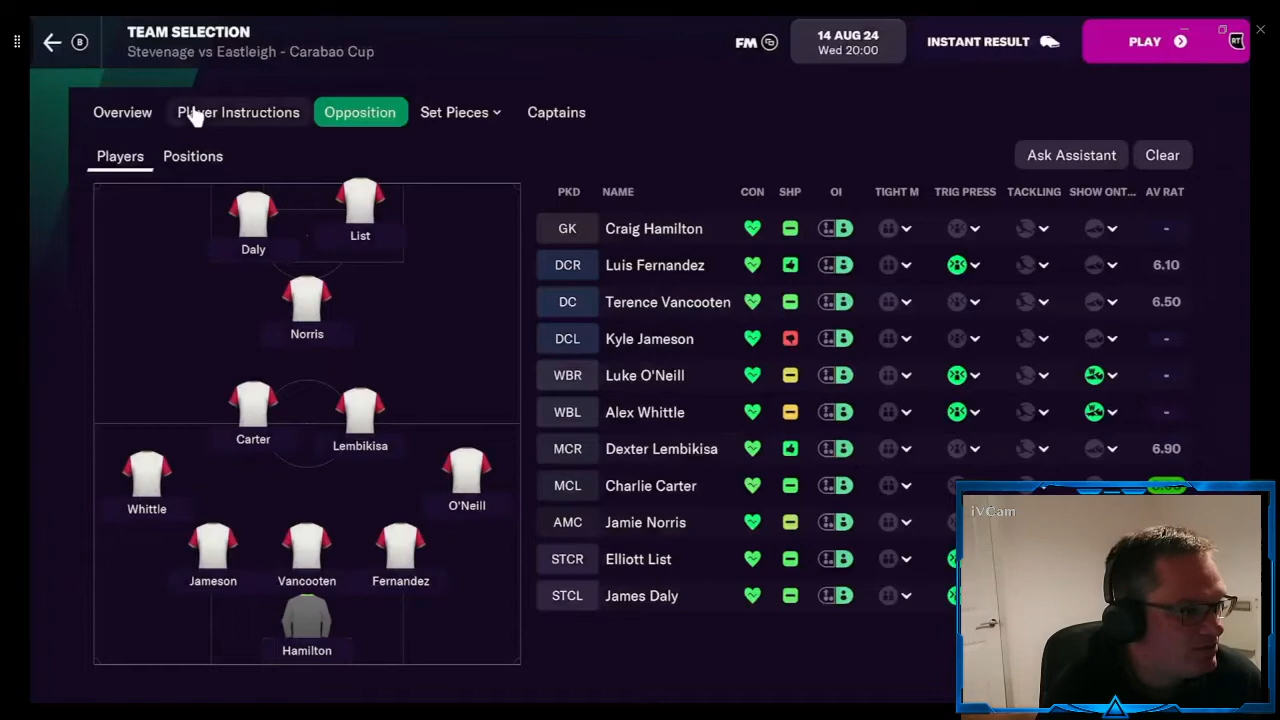 B
TEAM SELECTION
Stevenage vs Eastleigh - Carabao Cup
FM
14 AUG 24
Wed 20:00
INSTANT RESULT
PLAY
RT
Overview
Player Instructions
Opposition
Set Pieces
Captains
Players
Positions
Ask Assistant
Clear
Daly
List
Norris
Carter
Lembikisa
Whittle
O'Neill
Jameson
Vancooten
Fernandez
Hamilton
PKD NAME CON SHP OI TIGHT M TRIG PRESS TACKLING SHOW ONT... AV RAT
GK Craig Hamilton -
DCR Luis Fernandez 6.10
DC Terence Vancooten 6.50
DCL Kyle Jameson -
WBR Luke O'Neill -
WBL Alex Whittle -
MCR Dexter Lembikisa 6.90
MCL Charlie Carter
AMC Jamie Norris
STCR Elliott List
STCL James Daly
iVCam